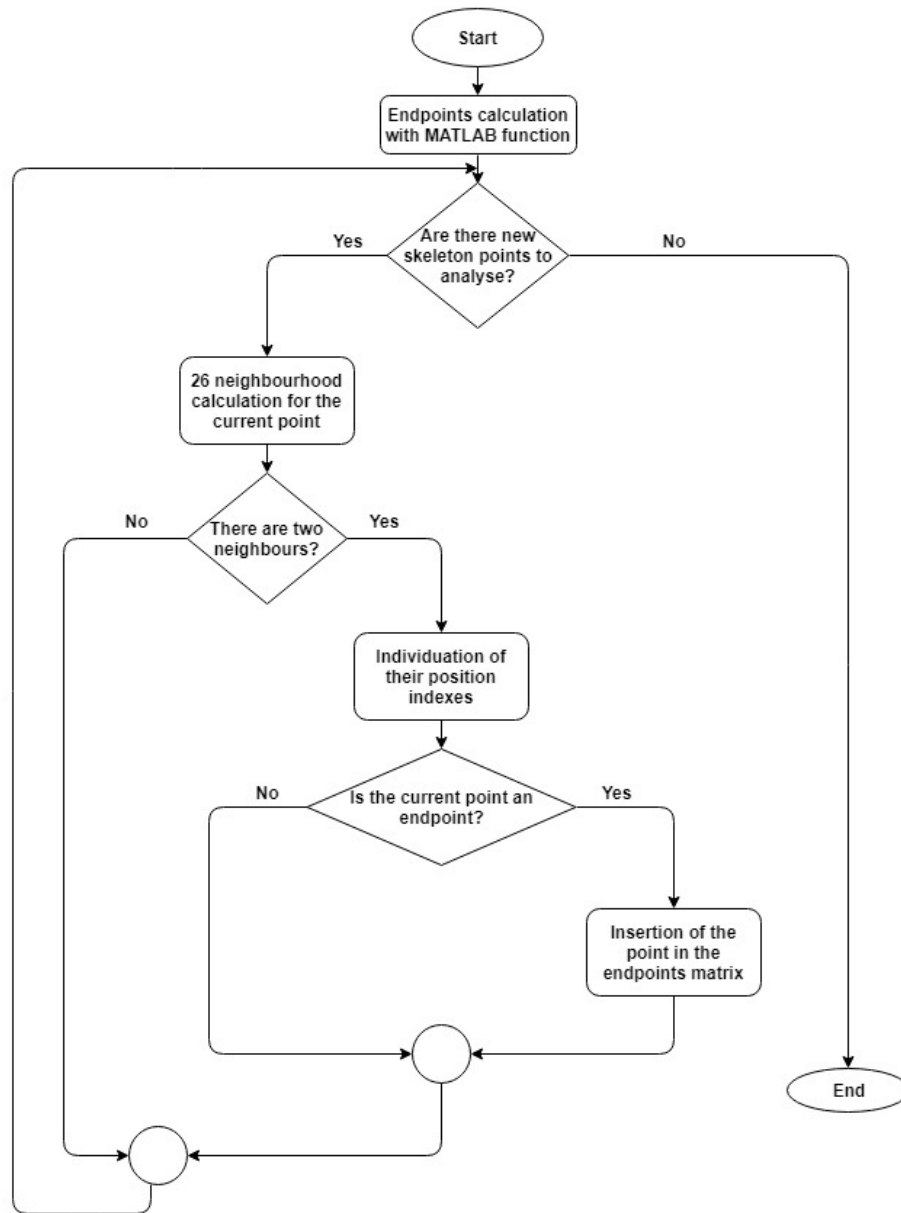 Start
Endpoints calculation
with MATLAB function
Are there new
skeleton points to
analyse?
Yes
No
26 neighbourhood
calculation for the
current point
There are two
neighbours?
No
Yes
Individuation of
their position
indexes
Is the current point an
endpoint?
No
Yes
Insertion of the
point in the
endpoints matrix
End